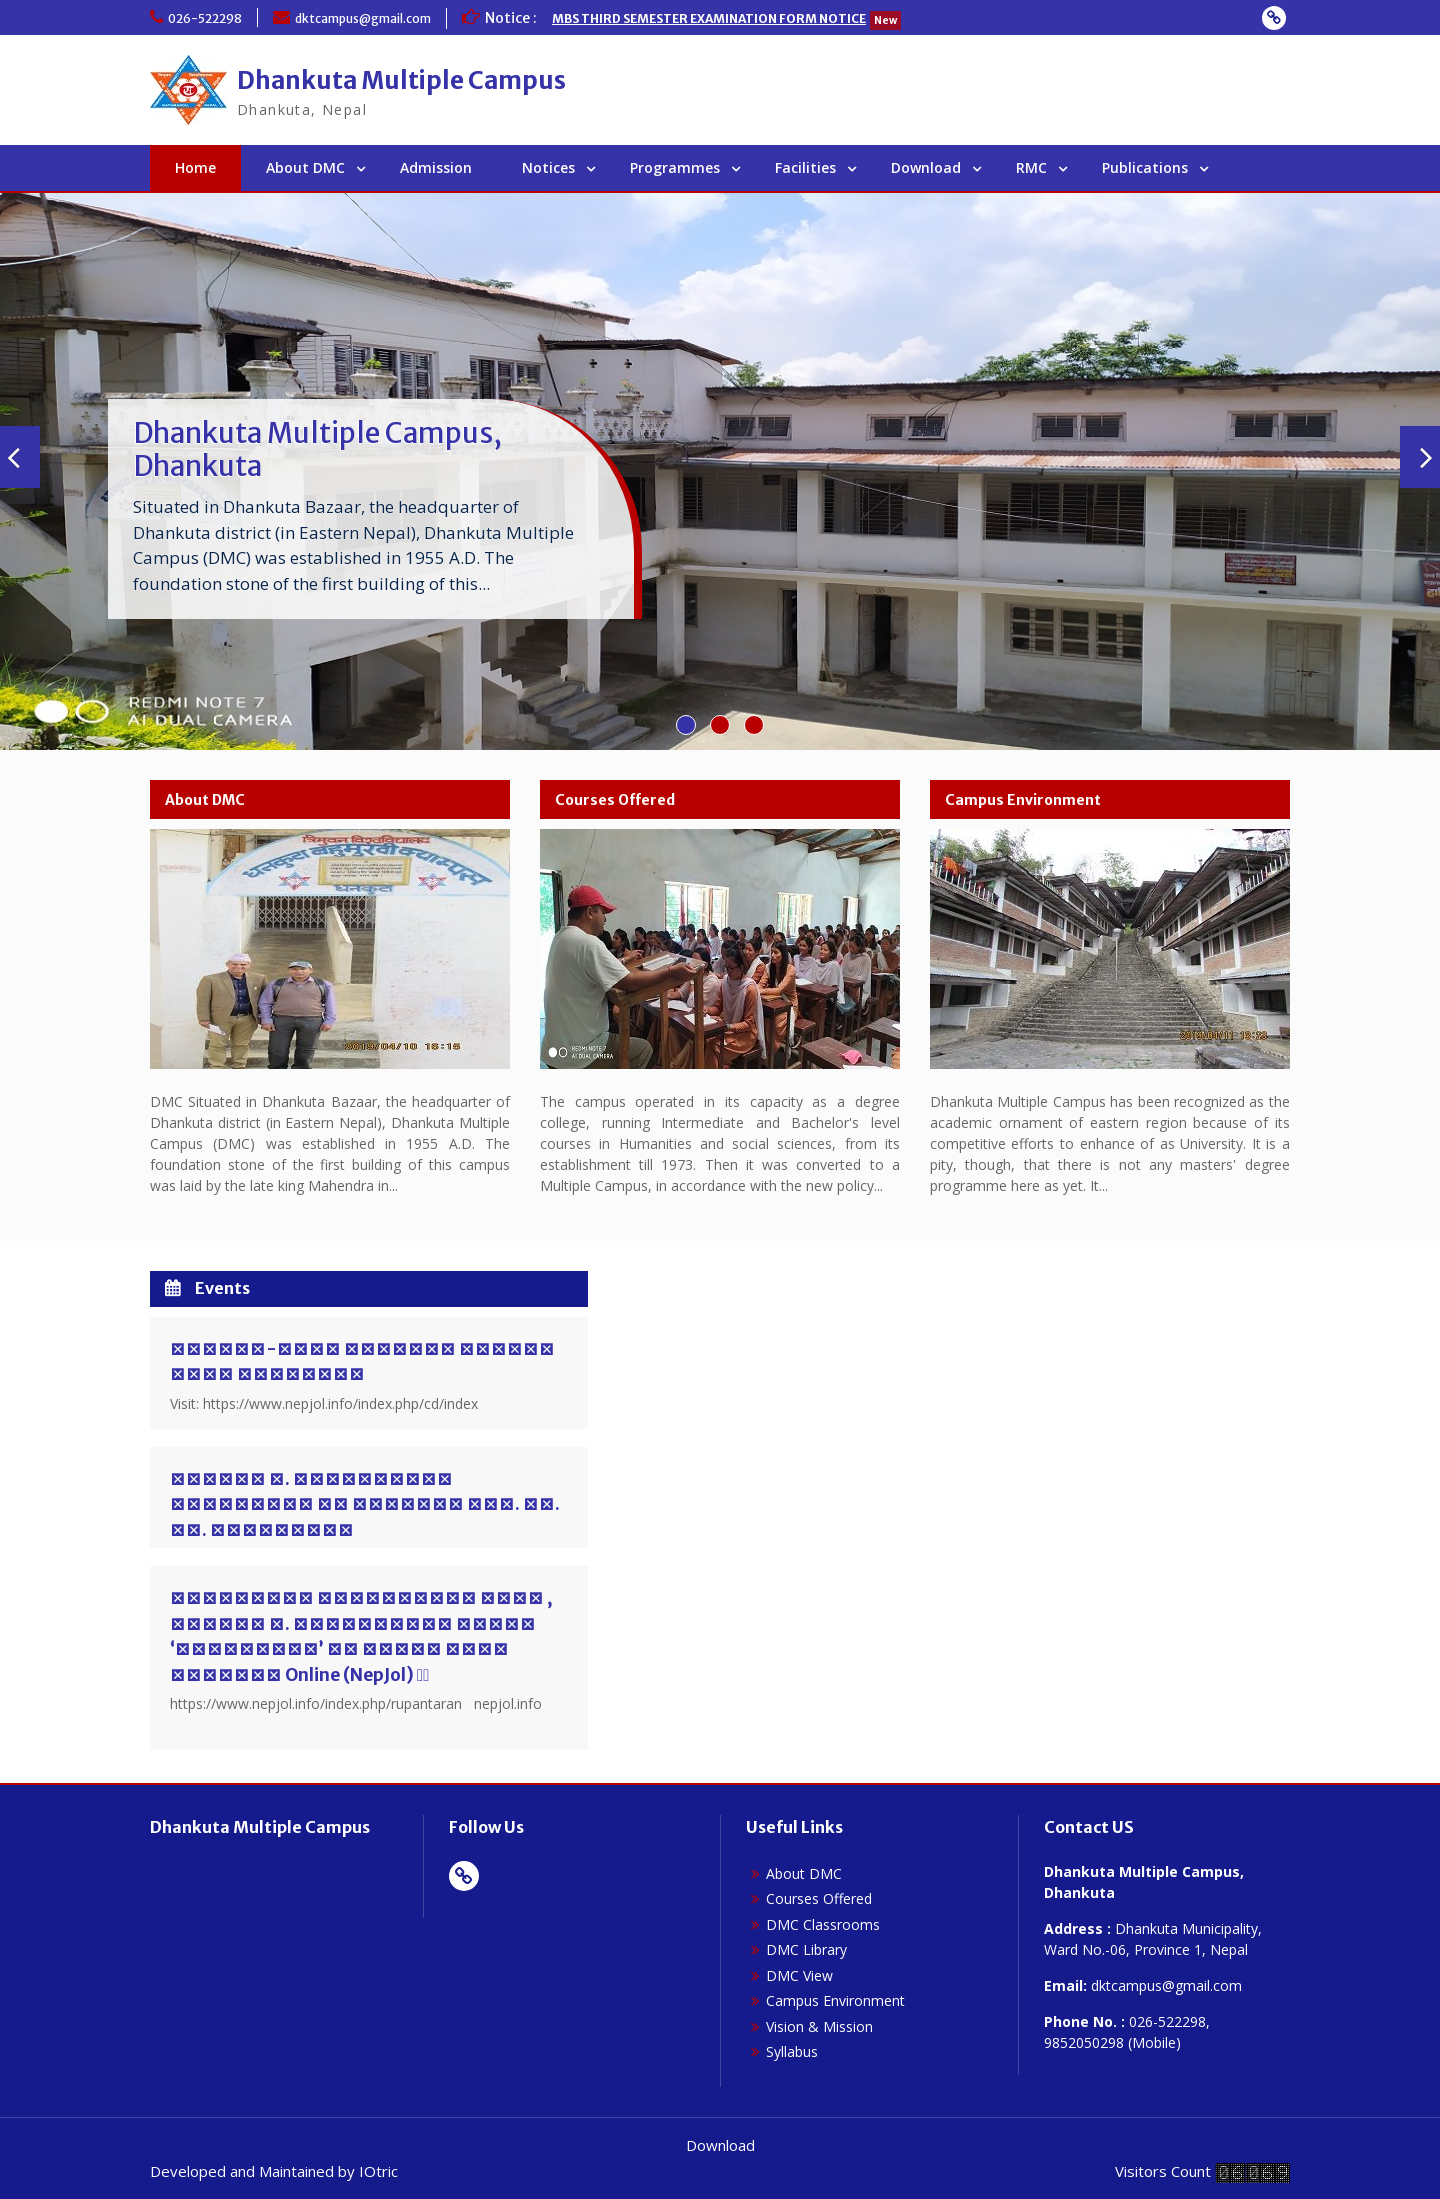 026-522298
dktcampus@gmail.com
Notice :
MBS THIRD SEMESTER EXAMINATION FORM NOTICE New
Dhankuta Multiple Campus
Dhankuta, Nepal
Home
About DMC
Admission
Notices
Programmes
Facilities
Download
RMC
Publications
Dhankuta Multiple Campus,
Dhankuta
Situated in Dhankuta Bazaar, the headquarter of
Dhankuta district (in Eastern Nepal), Dhankuta Multiple
Campus (DMC) was established in 1955 A.D. The
foundation stone of the first building of this...
REDMI NOTE 7
AI DUAL CAMERA
About DMC
त्रिभुवन विश्वविद्यालय
धनकुटा बहुमुखी क्याम्पस
धनकुटा
2019/04/10
DMC Situated in Dhankuta Bazaar, the headquarter of
Dhankuta district (in Eastern Nepal), Dhankuta Multiple
Campus (DMC) was established in 1955 A.D. The
foundation stone of the first building of this campus
was laid by the late king Mahendra in...
Courses Offered
REDMI NOTE 7
AI DUAL CAMERA
The campus operated in its capacity as a degree
college, running Intermediate and Bachelor's level
courses in Humanities and social sciences, from its
establishment till 1973. Then it was converted to a
Multiple Campus, in accordance with the new policy...
Campus Environment
Dhankuta Multiple Campus has been recognized as the
academic ornament of eastern region because of its
competitive efforts to enhance of as University. It is a
pity, though, that there is not any masters' degree
programme here as yet. It...
Events
Visit: https://www.nepjol.info/index.php/cd/index
Online (NepJol)
https://www.nepjol.info/index.php/rupantaran nepjol.info
Dhankuta Multiple Campus
Follow Us
Useful Links
About DMC
Courses Offered
DMC Classrooms
DMC Library
DMC View
Campus Environment
Vision & Mission
Syllabus
Contact US
Dhankuta Multiple Campus,
Dhankuta
Address : Dhankuta Municipality,
Ward No.-06, Province 1, Nepal
Email: dktcampus@gmail.com
Phone No. : 026-522298,
9852050298 (Mobile)
Download
Developed and Maintained by IOtric
Visitors Count 06069